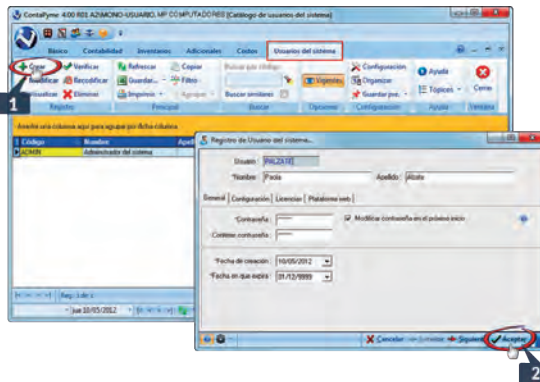 ContaPyme 4.00 R01 AZ\MONO-USUARIO, MP COMPUTADORES [Catálogo de usuarios del sistema]
Básico Contabilidad Inventarios Adicionales Costos Usuarios del sistema
Crear Verificar Refrescar Copiar Buscar por código Configuración Ayuda
Modificar Recodificar Guardar... Filtro Vigentes Organizar Tópicos Cerrar
Visualizar Eliminar Imprimir Agrupar Buscar similares Guardar pre.
Registro Principal Buscar Opciones Configuración Ayuda Ventana
1
Arrastre una columna aquí para agrupar por dicha columna
Código Nombre
ADMIN Administrador del sistema
Registro de Usuario del sistema...
Usuario: PALZATE
*Nombre: Paola Apellido: Alzate
General Configuración Licencias Plataforma web
*Contraseña: Modificar contraseña en el próximo inicio
Confirmar contraseña:
*Fecha de creación: 10/05/2012
*Fecha en que expira: 31/12/9999
Reg: 1 de 1
jue 10/05/2012
Cancelar Anterior Siguiente Aceptar
2